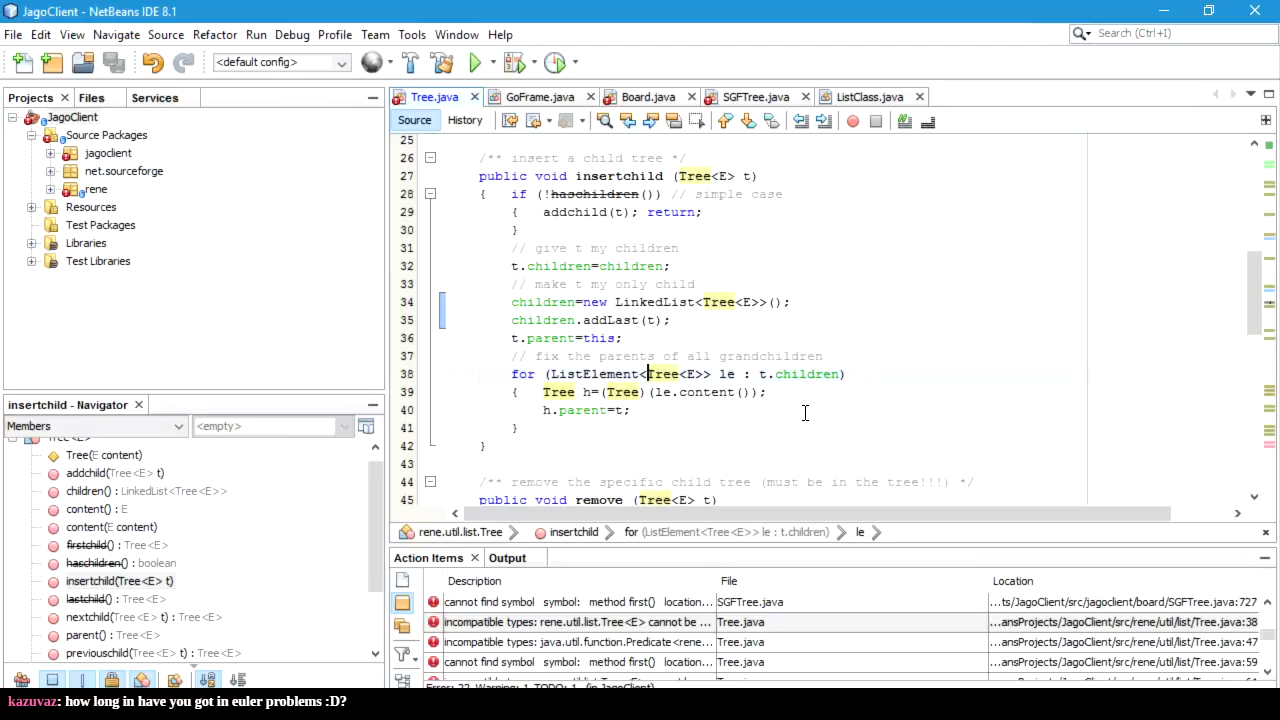 JagoClient - NetBeans IDE 8.1
File Edit View Navigate Source Refactor Run Debug Profile Team Tools Window Help
Search (Ctrl+I)
<default config>
Projects Files Services
JagoClient
Source Packages
jagoclient
net.sourceforge
rene
Resources
Test Packages
Libraries
Test Libraries
insertchild - Navigator
Members <empty>
Tree<E>
Tree(E content)
addchild(Tree<E> t)
children() : LinkedList<Tree<E>>
content() : E
content(E content)
firstchild() : Tree<E>
haschildren() : boolean
insertchild(Tree<E> t)
lastchild() : Tree<E>
nextchild(Tree<E> t) : Tree<E>
parent() : Tree<E>
previouschild(Tree<E> t) : Tree<E>
Tree.java GoFrame.java Board.java SGFTree.java ListClass.java
Source History
25
26 /** insert a child tree */
27 public void insertchild (Tree<E> t)
28 { if (!haschildren()) // simple case
29 { addchild(t); return;
30 }
31 // give t my children
32 t.children=children;
33 // make t my only child
34 children=new LinkedList<Tree<E>>();
35 children.addLast(t);
36 t.parent=this;
37 // fix the parents of all grandchildren
38 for (ListElement<Tree<E>> le : t.children)
39 { Tree h=(Tree)(le.content());
40 h.parent=t;
41 }
42 }
43
44 /** remove the specific child tree (must be in the tree!!!) */
45 public void remove (Tree<E> t)
rene.util.list.Tree insertchild for (ListElement<Tree<E>> le : t.children) le
Action Items Output
Description File Location
cannot find symbol symbol: method first() location... SGFTree.java ...ts/JagoClient/src/jagoclient/board/SGFTree.java:727
incompatible types: rene.util.list.Tree<E> cannot be ... Tree.java ...ansProjects/JagoClient/src/rene/util/list/Tree.java:38
incompatible types: java.util.function.Predicate<rene... Tree.java ...ansProjects/JagoClient/src/rene/util/list/Tree.java:47
cannot find symbol symbol: method first() location... Tree.java ...ansProjects/JagoClient/src/rene/util/list/Tree.java:59
kazuvaz: how long in have you got in euler problems :D?